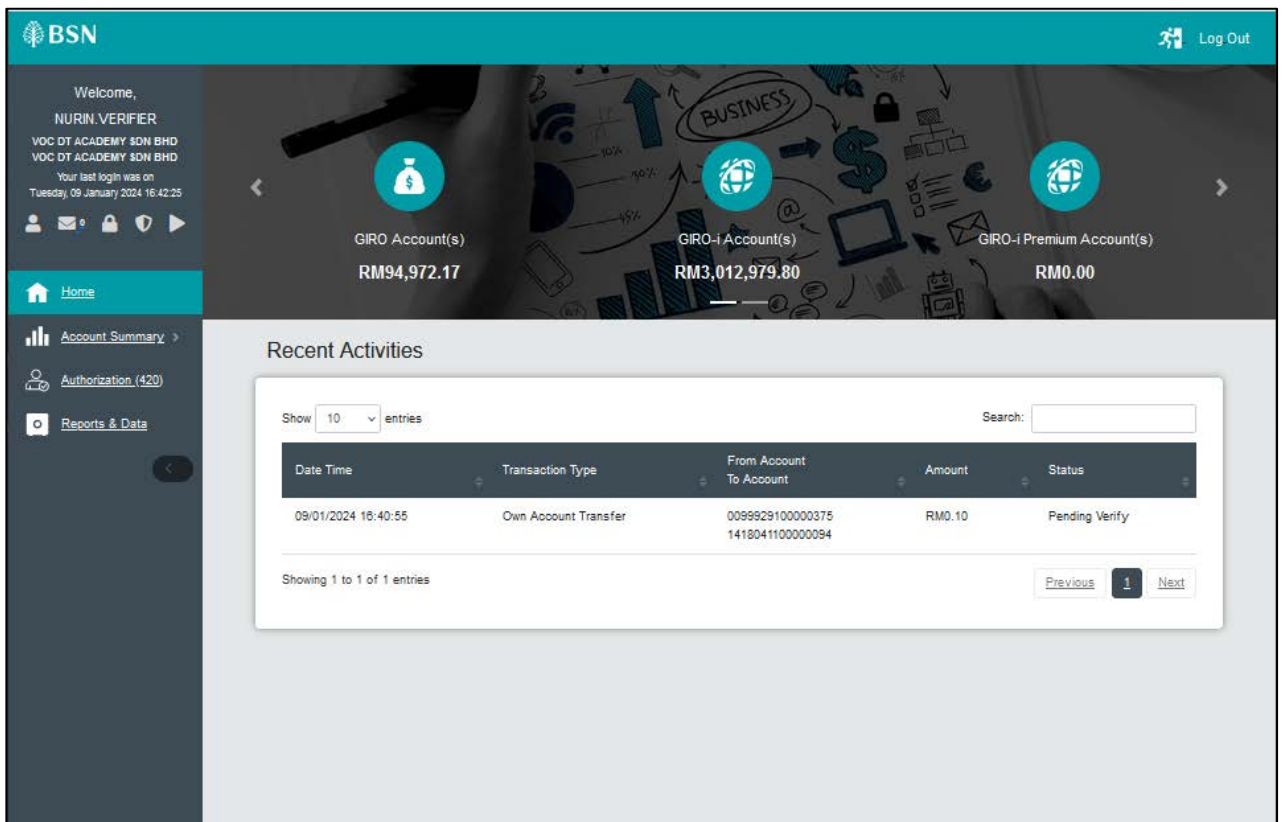 BSN
Log Out
Welcome,
NURIN.VERIFIER
VOC DT ACADEMY SDN BHD
VOC DT ACADEMY SDN BHD
Your last login was on
Tuesday, 09 January 2024 16:42:25
0
Home
Account Summary
Authorization (420)
Reports & Data
BUSINESS
10%
30%
45%
GIRO Account(s)
RM94,972.17
GIRO-i Account(s)
RM3,012,979.80
GIRO-i Premium Account(s)
RM0.00
Recent Activities
Show 10 entries
Search:
Date Time Transaction Type From Account Amount Status
To Account
09/01/2024 16:40:55 Own Account Transfer 0099929100000375 RM0.10 Pending Verify
1418041100000094
Showing 1 to 1 of 1 entries
Previous 1 Next